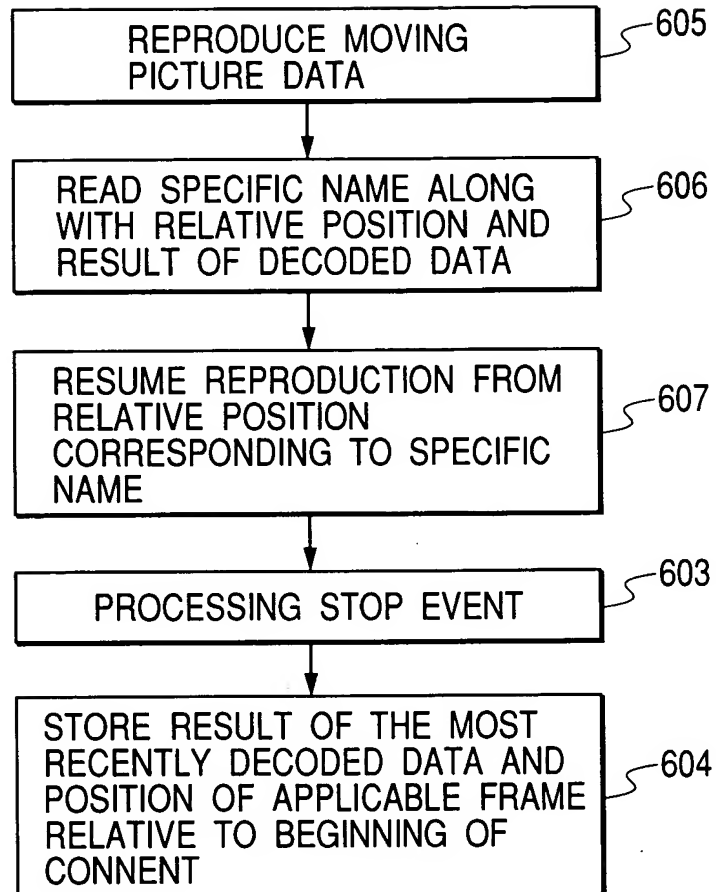 REPRODUCE MOVING
PICTURE DATA
605
READ SPECIFIC NAME ALONG
WITH RELATIVE POSITION AND
RESULT OF DECODED DATA
606
RESUME REPRODUCTION FROM
RELATIVE POSITION
CORRESPONDING TO SPECIFIC
NAME
607
PROCESSING STOP EVENT
603
STORE RESULT OF THE MOST
RECENTLY DECODED DATA AND
POSITION OF APPLICABLE FRAME
RELATIVE TO BEGINNING OF
CONNENT
604